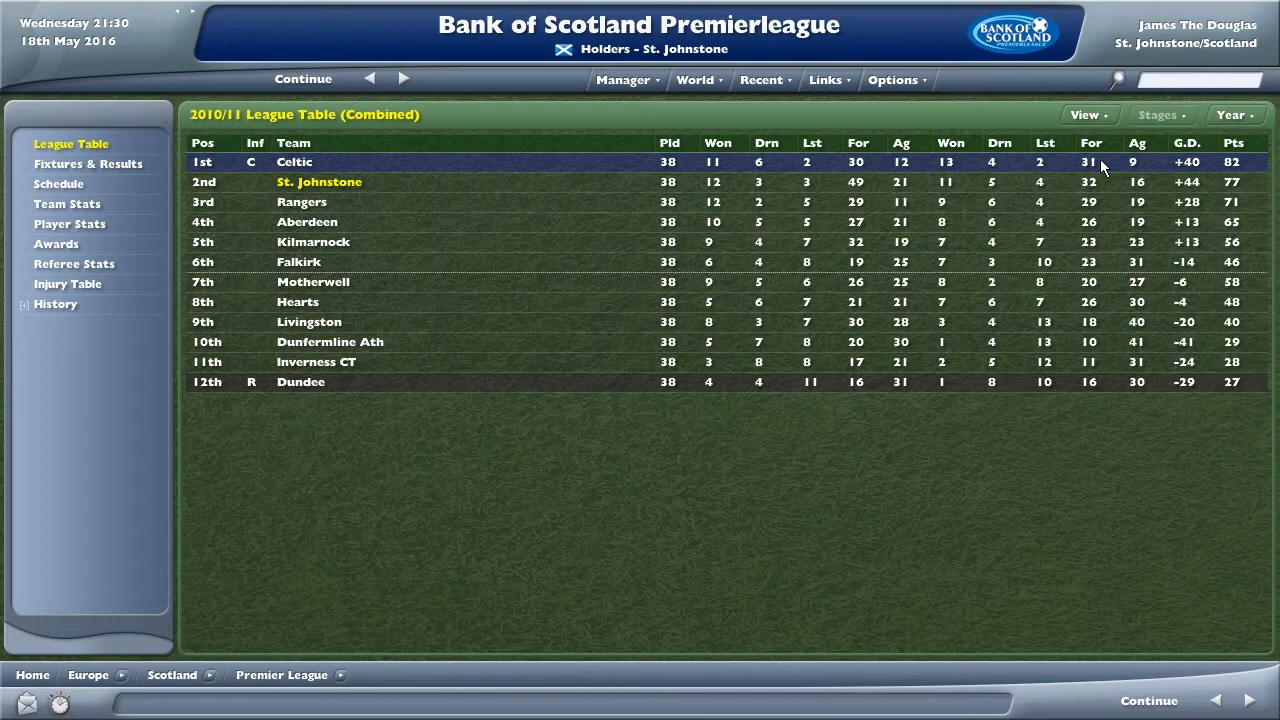 Wednesday 21:30
18th May 2016
Bank of Scotland Premierleague
Holders - St. Johnstone
BANK OF
SCOTLAND
PREMIERLEAGUE
James The Douglas
St. Johnstone/Scotland
Continue Manager World Recent Links Options
2010/11 League Table (Combined) View Stages Year
League Table
Fixtures & Results
Schedule
Team Stats
Player Stats
Awards
Referee Stats
Injury Table
History
Pos Inf Team Pld Won Drn Lst For Ag Won Drn Lst For Ag G.D. Pts
1st C Celtic 38 11 6 2 30 12 13 4 2 31 9 +40 82
2nd St. Johnstone 38 12 3 3 49 21 11 5 4 32 16 +44 77
3rd Rangers 38 12 2 5 29 11 9 6 4 29 19 +28 71
4th Aberdeen 38 10 5 5 27 21 8 6 4 26 19 +13 65
5th Kilmarnock 38 9 4 7 32 19 7 4 7 23 23 +13 56
6th Falkirk 38 6 4 8 19 25 7 3 10 23 31 -14 46
7th Motherwell 38 9 5 6 26 25 8 2 8 20 27 -6 58
8th Hearts 38 5 6 7 21 21 7 6 7 26 30 -4 48
9th Livingston 38 8 3 7 30 28 3 4 13 18 40 -20 40
10th Dunfermline Ath 38 5 7 8 20 30 1 4 13 10 41 -41 29
11th Inverness CT 38 3 8 8 17 21 2 5 12 11 31 -24 28
12th R Dundee 38 4 4 11 16 31 1 8 10 16 30 -29 27
Home Europe Scotland Premier League
Continue